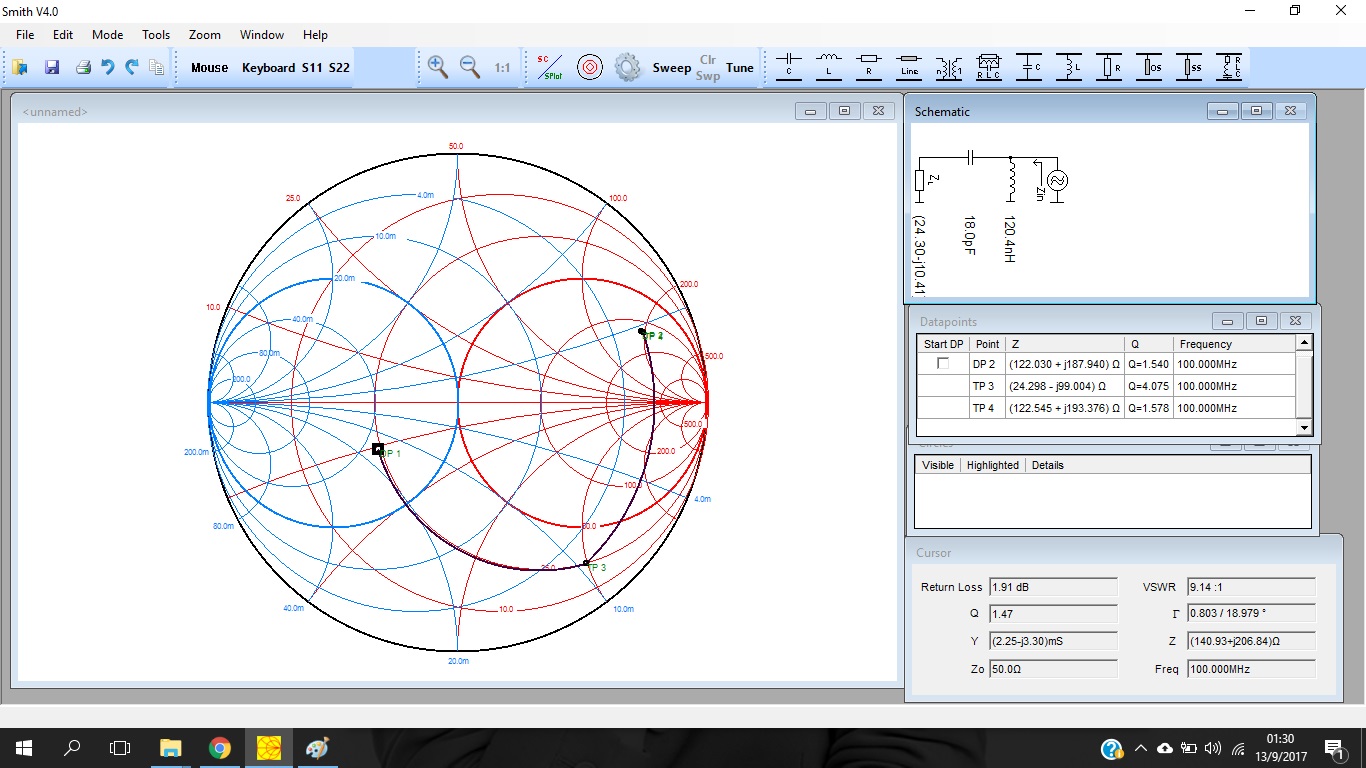 Smith V4.0
File Edit Mode Tools Zoom Window Help
1:1 SC SPlot Sweep Clr Swp Tune
Mouse Keyboard S11 S22
C L R Line n 1 R L C C L R OS SS R L C
<unnamed>
50.0
25.0 4.0m 100.0
10.0m
20.0m 200.0
10.0 40.0m
80.0m 500.0
200.0
500.0
200.0m 200.0
DP 1
100.0
4.0m
80.0m 50.0
25.0 TP 3
40.0m 10.0 10.0m
20.0m
Schematic
ZL Zin
(24.30-j10.41)
18.0pF
120.4nH
Datapoints
Start DP Point Z Q Frequency
DP 2 (122.030 + j187.940) Ω Q=1.540 100.000MHz
TP 3 (24.298 - j99.004) Ω Q=4.075 100.000MHz
TP 4 (122.545 + j193.376) Ω Q=1.578 100.000MHz
Circles
Visible Highlighted Details
Cursor
Return Loss 1.91 dB VSWR 9.14 :1
Q 1.47 Γ 0.803 / 18.979 °
Y (2.25-j3.30)mS Z (140.93+j206.84)Ω
Zo 50.0Ω Freq 100.000MHz
01:30
13/9/2017
1